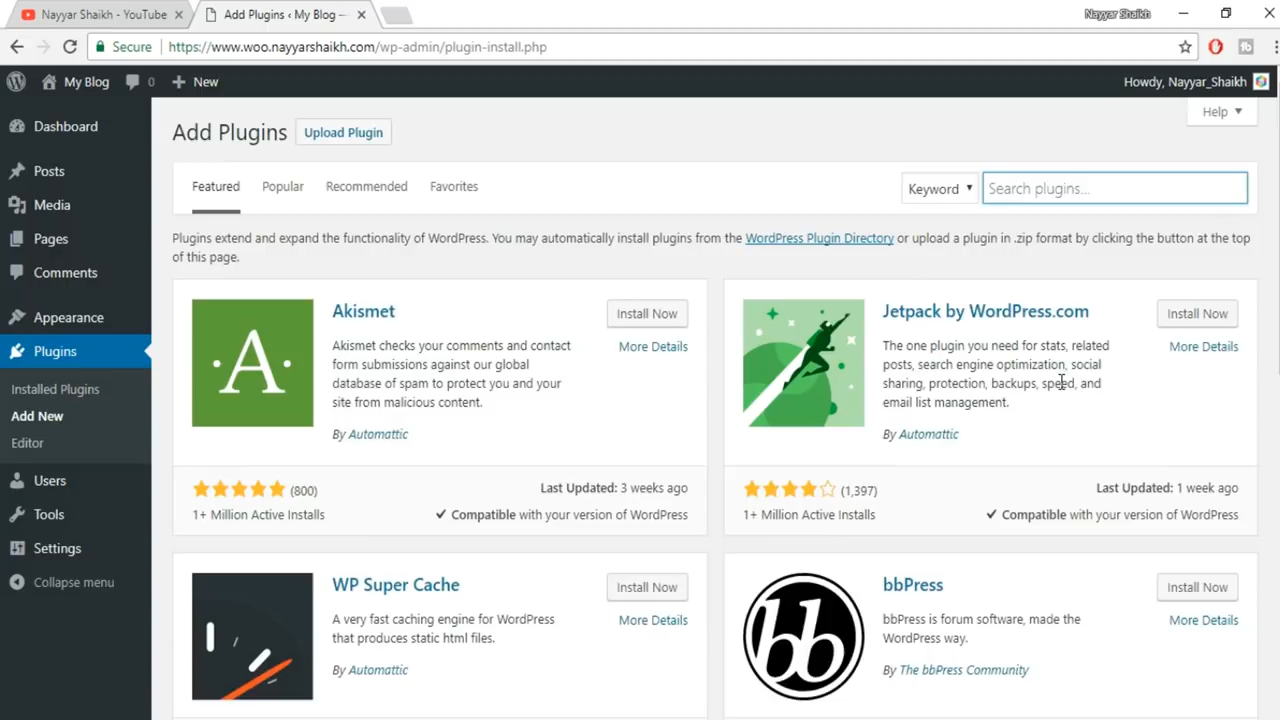 Nayyar Shaikh - YouTube
Add Plugins ‹ My Blog —
Nayyar Shaikh
Secure
https://www.woo.nayyarshaikh.com/wp-admin/plugin-install.php
My Blog
0
New
Howdy, Nayyar_Shaikh
Help
Dashboard
Posts
Media
Pages
Comments
Appearance
Plugins
Installed Plugins
Add New
Editor
Users
Tools
Settings
Collapse menu
Add Plugins
Upload Plugin
Featured
Popular
Recommended
Favorites
Keyword
Search plugins...
Plugins extend and expand the functionality of WordPress. You may automatically install plugins from the WordPress Plugin Directory or upload a plugin in .zip format by clicking the button at the top
of this page.
A
Akismet
Install Now
More Details
Akismet checks your comments and contact
form submissions against our global
database of spam to protect you and your
site from malicious content.
By Automattic
(800)
1+ Million Active Installs
Last Updated: 3 weeks ago
Compatible with your version of WordPress
Jetpack by WordPress.com
Install Now
More Details
The one plugin you need for stats, related
posts, search engine optimization, social
sharing, protection, backups, speed, and
email list management.
By Automattic
(1,397)
1+ Million Active Installs
Last Updated: 1 week ago
Compatible with your version of WordPress
WP Super Cache
Install Now
More Details
A very fast caching engine for WordPress
that produces static html files.
By Automattic
bb
bbPress
Install Now
More Details
bbPress is forum software, made the
WordPress way.
By The bbPress Community